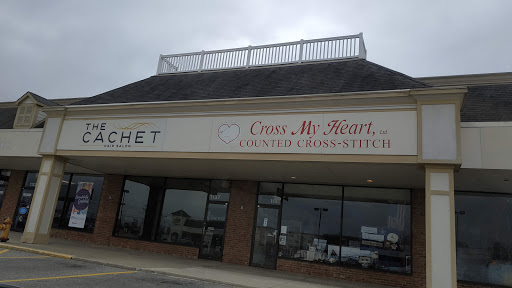 THE
CACHET
HAIR SALON
Cross My Heart, Ltd
COUNTED CROSS-STITCH